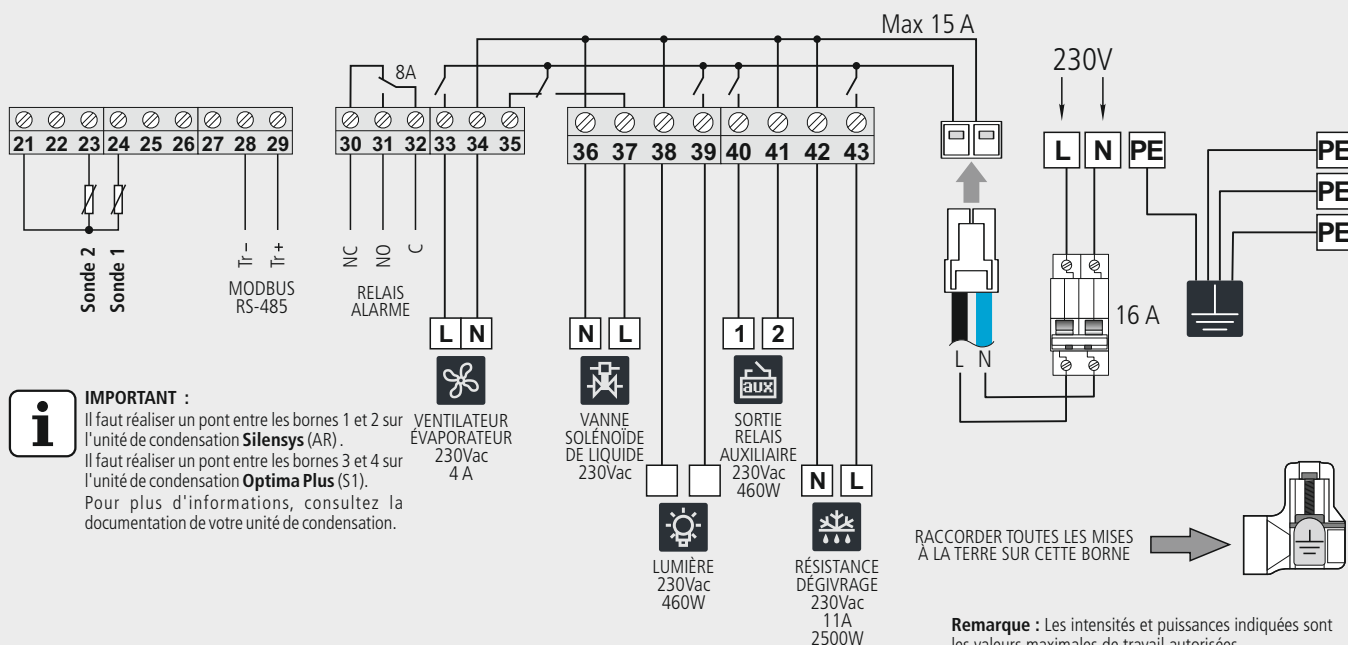 Max 15 A
230V
8A
21 22 23 24 25 26 27 28 29
30 31 32 33 34 35
36 37 38 39 40 41 42 43
L N PE
PE
PE
PE
Sonde 2
Sonde 1
Tr –
Tr +
MODBUS
RS-485
NC
NO
C
RELAIS
ALARME
L N
VENTILATEUR
ÉVAPORATEUR
230Vac
4 A
N L
VANNE
SOLÉNOÏDE
DE LIQUIDE
230Vac
LUMIÈRE
230Vac
460W
1 2
aux
SORTIE
RELAIS
AUXILIAIRE
230Vac
460W
N L
RÉSISTANCE
DÉGIVRAGE
230Vac
11A
2500W
L N
16 A
i
IMPORTANT :
Il faut réaliser un pont entre les bornes 1 et 2 sur
l'unité de condensation Silensys (AR) .
Il faut réaliser un pont entre les bornes 3 et 4 sur
l'unité de condensation Optima Plus (S1).
Pour plus d'informations, consultez la
documentation de votre unité de condensation.
RACCORDER TOUTES LES MISES
À LA TERRE SUR CETTE BORNE
Remarque : Les intensités et puissances indiquées sont
les valeurs maximales de travail autorisées